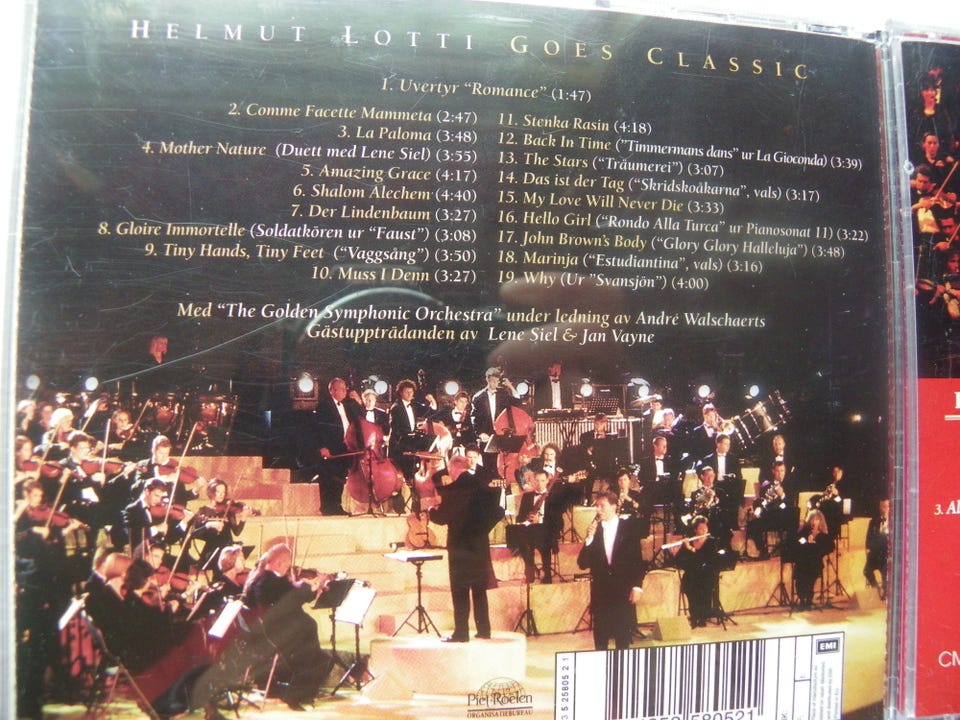 HELMUT LOTTI GOES CLASSIC
1. Uvertyr "Romance" (1:47)
2. Comme Facette Mammeta (2:47)
3. La Paloma (3:48)
4. Mother Nature (Duett med Lene Siel) (3:55)
5. Amazing Grace (4:17)
6. Shalom Alechem (4:40)
7. Der Lindenbaum (3:27)
8. Gloire Immortelle (Soldatkören ur "Faust") (3:08)
9. Tiny Hands, Tiny Feet ("Vaggsång") (3:50)
10. Muss I Denn (3:27)
11. Stenka Rasin (4:18)
12. Back In Time ("Timmermans dans" ur La Gioconda) (3:39)
13. The Stars ("Träumerei") (3:07)
14. Das ist der Tag ("Skridskoåkarna", vals) (3:17)
15. My Love Will Never Die (3:33)
16. Hello Girl ("Rondo Alla Turca" ur Pianosonat 11) (3:22)
17. John Brown's Body ("Glory Glory Halleluja") (3:48)
18. Marinja ("Estudiantina", vals) (3:16)
19. Why (Ur "Svansjön") (4:00)
Med "The Golden Symphonic Orchestra" under ledning av André Walschaerts
Gästuppträdanden av Lene Siel & Jan Vayne
Piet Roelen
ORGANISATIEBUREAU
EMI
3.
CM